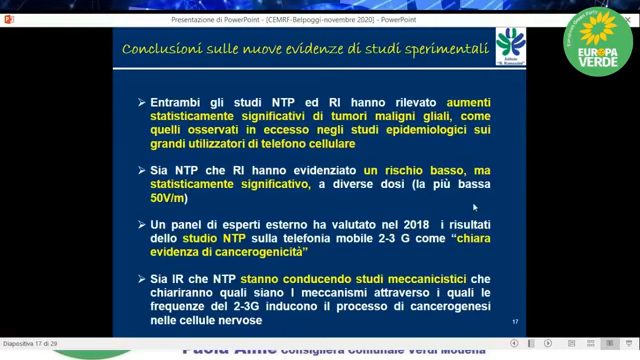 Presentazione di PowerPoint - [CEMRF-Belpoggi-novembre 2020] - PowerPoint
Conclusioni sulle nuove evidenze di studi sperimentali
Istituto "B. Ramazzini"
European Green Party
EUROPA
VERDE
Entrambi gli studi NTP ed RI hanno rilevato aumenti
statisticamente significativi di tumori maligni gliali, come
quelli osservati in eccesso negli studi epidemiologici sui
grandi utilizzatori di telefono cellulare
Sia NTP che RI hanno evidenziato un rischio basso, ma
statisticamente significativo, a diverse dosi (la più bassa
50V/m)
Un panel di esperti esterno ha valutato nel 2018 i risultati
dello studio NTP sulla telefonia mobile 2-3 G come “chiara
evidenza di cancerogenicità”
Sia IR che NTP stanno conducendo studi meccanicistici che
chiariranno quali siano I meccanismi attraverso i quali le
frequenze del 2-3G inducono il processo di cancerogenesi
nelle cellule nervose
17
Diapositiva 17 di 29
Consigliera Comunale Verdi Modena